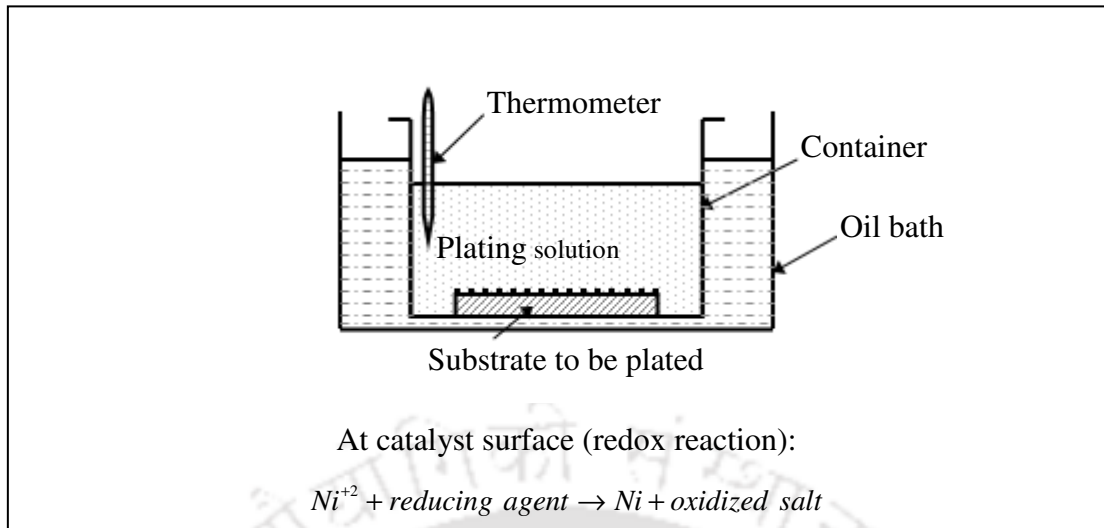 Thermometer
Container
Oil bath
Plating solution
Substrate to be plated
At catalyst surface (redox reaction):
Ni⁺² + reducing agent → Ni + oxidized salt